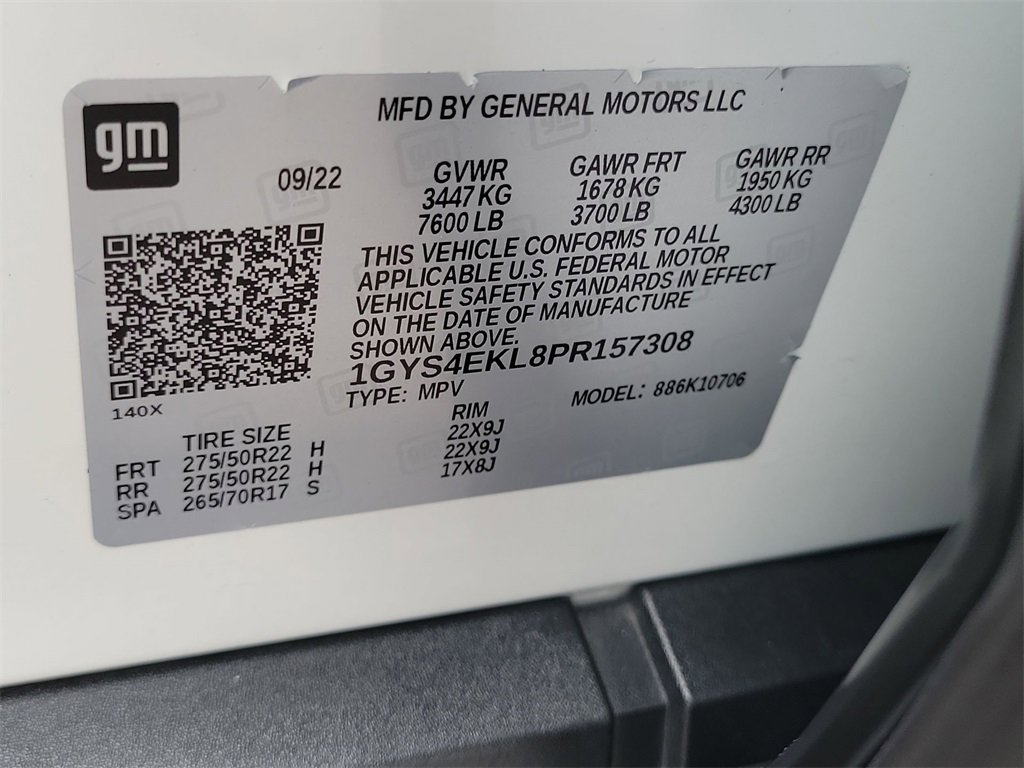 MFD BY GENERAL MOTORS LLC
gm
09/22
GVWR GAWR FRT GAWR RR
3447 KG 1678 KG 1950 KG
7600 LB 3700 LB 4300 LB
THIS VEHICLE CONFORMS TO ALL
APPLICABLE U.S. FEDERAL MOTOR
VEHICLE SAFETY STANDARDS IN EFFECT
ON THE DATE OF MANUFACTURE
SHOWN ABOVE.
1GYS4EKL8PR157308
TYPE: MPV MODEL: 886K10706
140X
TIRE SIZE RIM
FRT 275/50R22 H 22X9J
RR 275/50R22 H 22X9J
SPA 265/70R17 S 17X8J